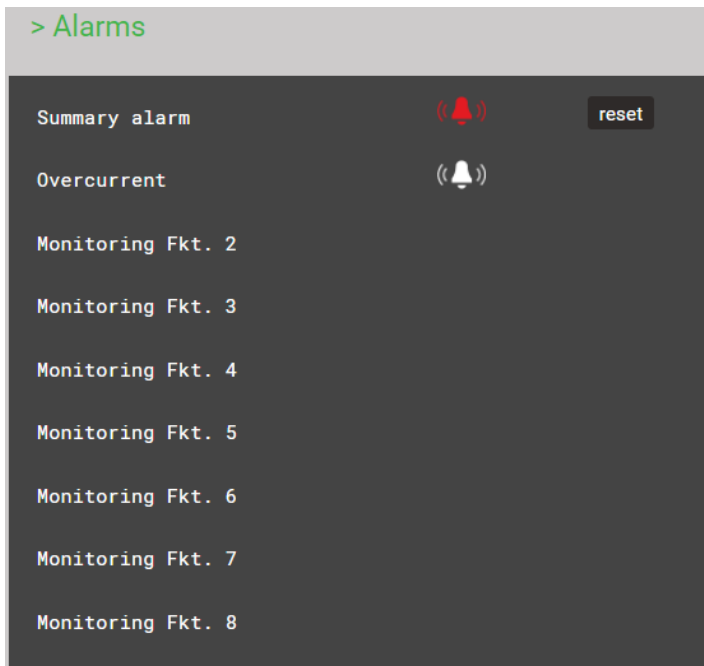 > Alarms
Summary alarm reset
Overcurrent
Monitoring Fkt. 2
Monitoring Fkt. 3
Monitoring Fkt. 4
Monitoring Fkt. 5
Monitoring Fkt. 6
Monitoring Fkt. 7
Monitoring Fkt. 8